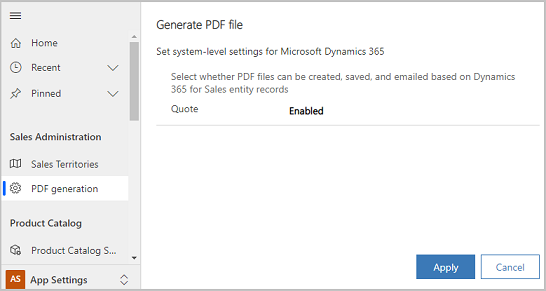 Home
Recent
Pinned
Sales Administration
Sales Territories
PDF generation
Product Catalog
Product Catalog S...
AS App Settings
Generate PDF file
Set system-level settings for Microsoft Dynamics 365
Select whether PDF files can be created, saved, and emailed based on Dynamics
365 for Sales entity records
Quote Enabled
Apply Cancel